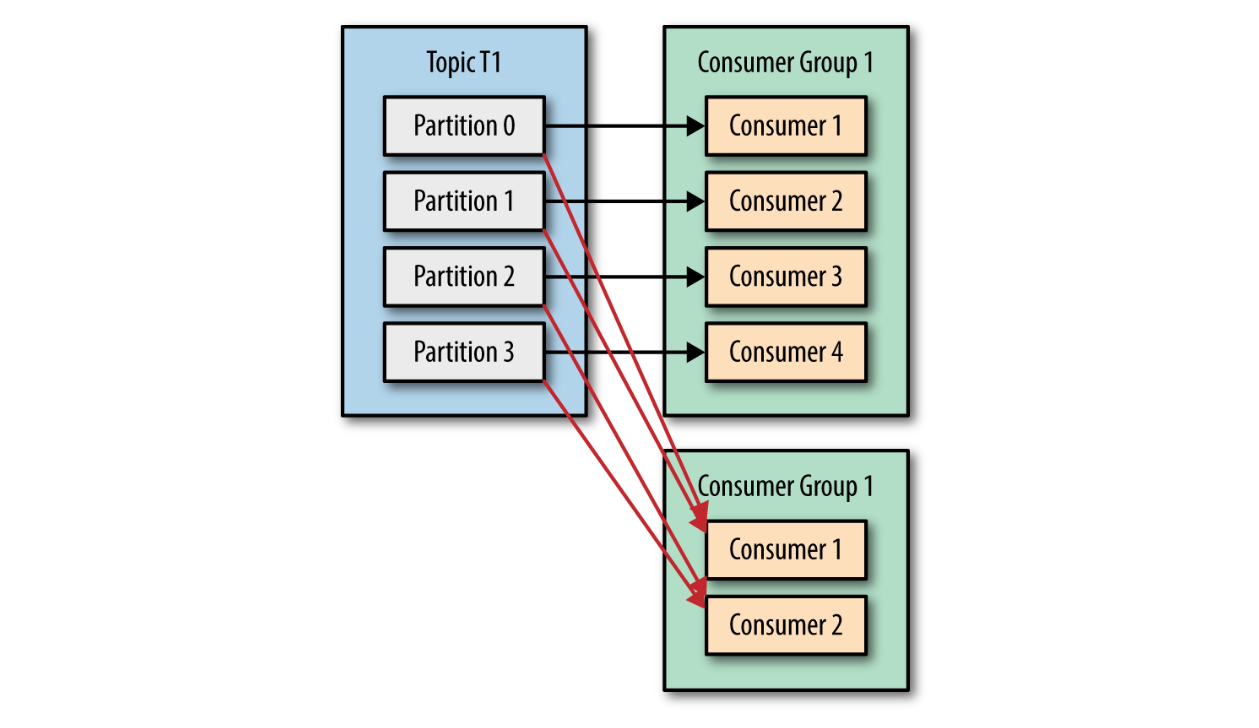 Topic T1
Partition 0
Partition 1
Partition 2
Partition 3
Consumer Group 1
Consumer 1
Consumer 2
Consumer 3
Consumer 4
Consumer Group 1
Consumer 1
Consumer 2